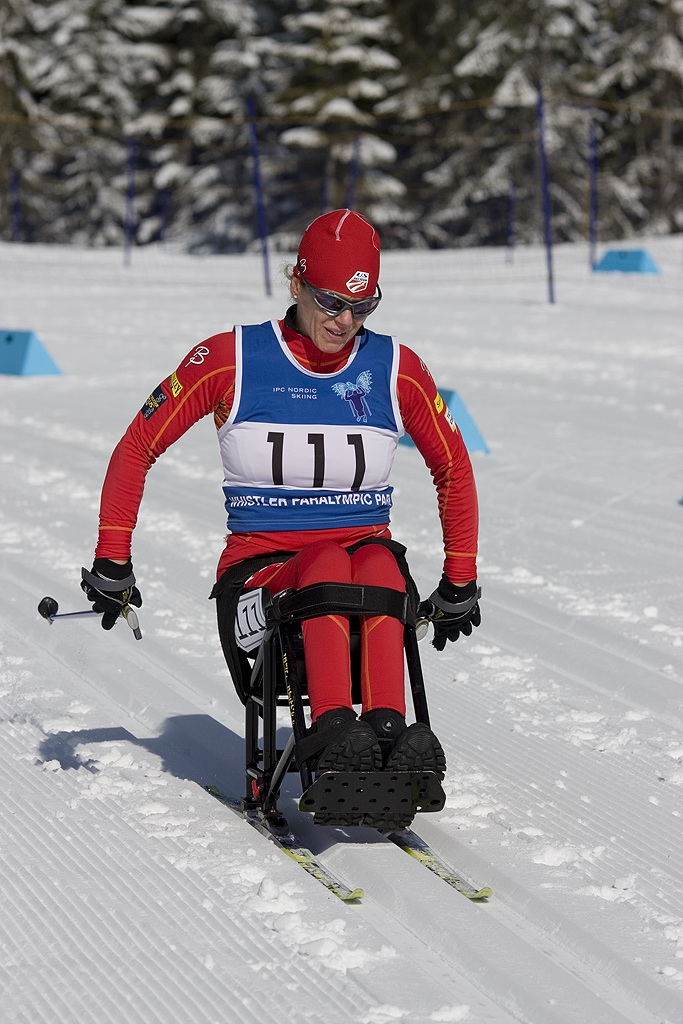 IPC NORDIC
SKIING
111
WHISTLER PARALYMPIC PAR
111